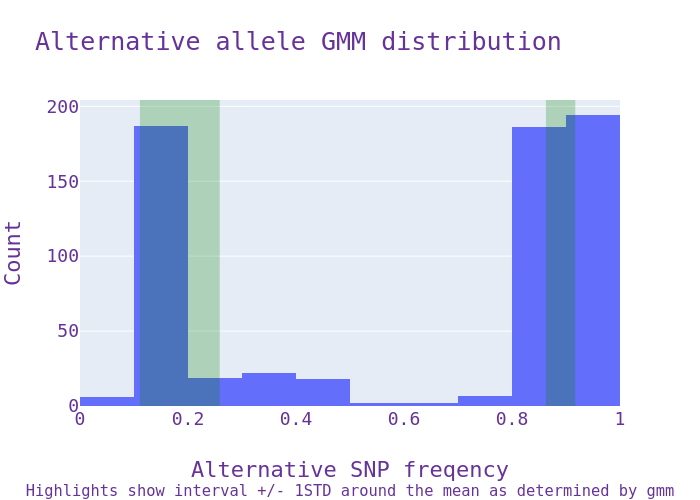 Alternative allele GMM distribution
200
150
100
50
0
Count
0 0.2 0.4 0.6 0.8 1
Alternative SNP freqency
Highlights show interval +/- 1STD around the mean as determined by gmm